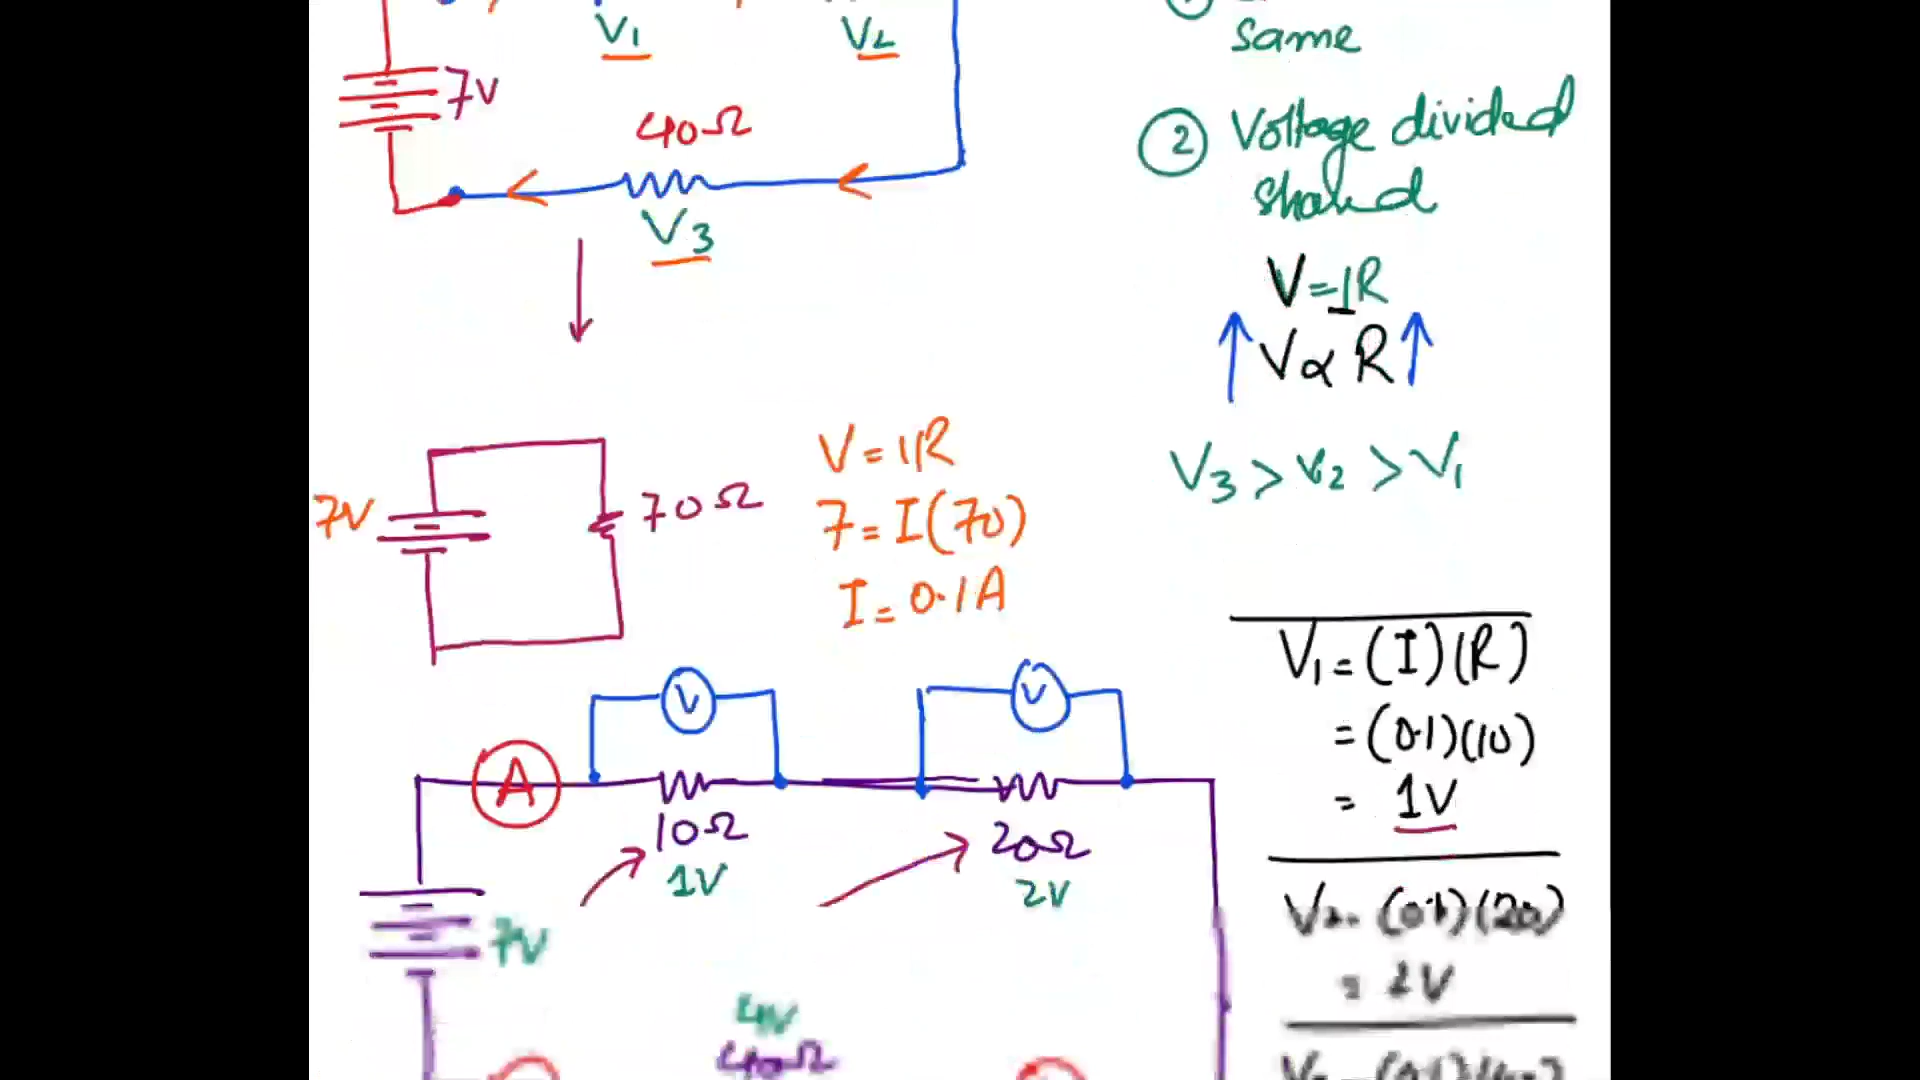 V1
V2
7V
40Ω
V3
same
② Voltage divided
shared
V=IR
V∝R
V3 > V2 > V1
7V
70Ω
V=IR
7=I(70)
I=0.1A
V
V
A
10Ω
1V
20Ω
2V
7V
4V
40Ω
V1=(I)(R)
=(0.1)(10)
= 1V
V2=(0.1)(20)
= 2V